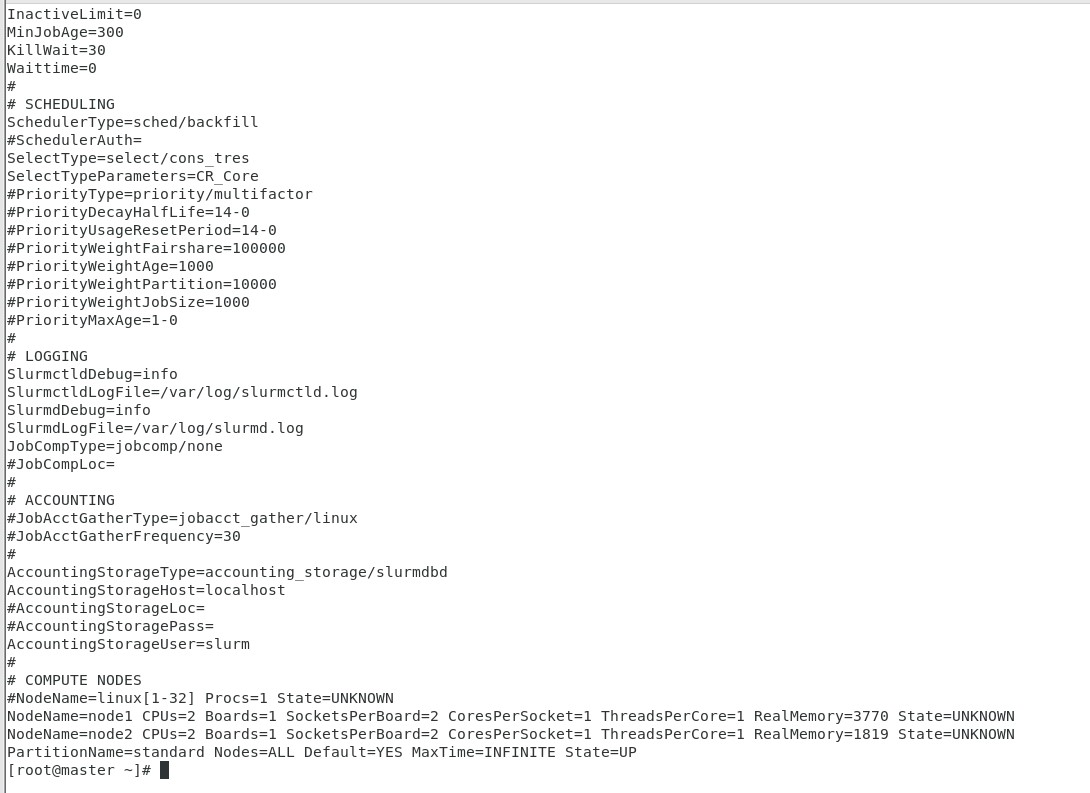 InactiveLimit=0
MinJobAge=300
KillWait=30
Waittime=0
#
# SCHEDULING
SchedulerType=sched/backfill
#SchedulerAuth=
SelectType=select/cons_tres
SelectTypeParameters=CR_Core
#PriorityType=priority/multifactor
#PriorityDecayHalfLife=14-0
#PriorityUsageResetPeriod=14-0
#PriorityWeightFairshare=100000
#PriorityWeightAge=1000
#PriorityWeightPartition=10000
#PriorityWeightJobSize=1000
#PriorityMaxAge=1-0
#
# LOGGING
SlurmctldDebug=info
SlurmctldLogFile=/var/log/slurmctld.log
SlurmdDebug=info
SlurmdLogFile=/var/log/slurmd.log
JobCompType=jobcomp/none
#JobCompLoc=
#
# ACCOUNTING
#JobAcctGatherType=jobacct_gather/linux
#JobAcctGatherFrequency=30
#
AccountingStorageType=accounting_storage/slurmdbd
AccountingStorageHost=localhost
#AccountingStorageLoc=
#AccountingStoragePass=
AccountingStorageUser=slurm
#
# COMPUTE NODES
#NodeName=linux[1-32] Procs=1 State=UNKNOWN
NodeName=node1 CPUs=2 Boards=1 SocketsPerBoard=2 CoresPerSocket=1 ThreadsPerCore=1 RealMemory=3770 State=UNKNOWN
NodeName=node2 CPUs=2 Boards=1 SocketsPerBoard=2 CoresPerSocket=1 ThreadsPerCore=1 RealMemory=1819 State=UNKNOWN
PartitionName=standard Nodes=ALL Default=YES MaxTime=INFINITE State=UP
[root@master ~]#